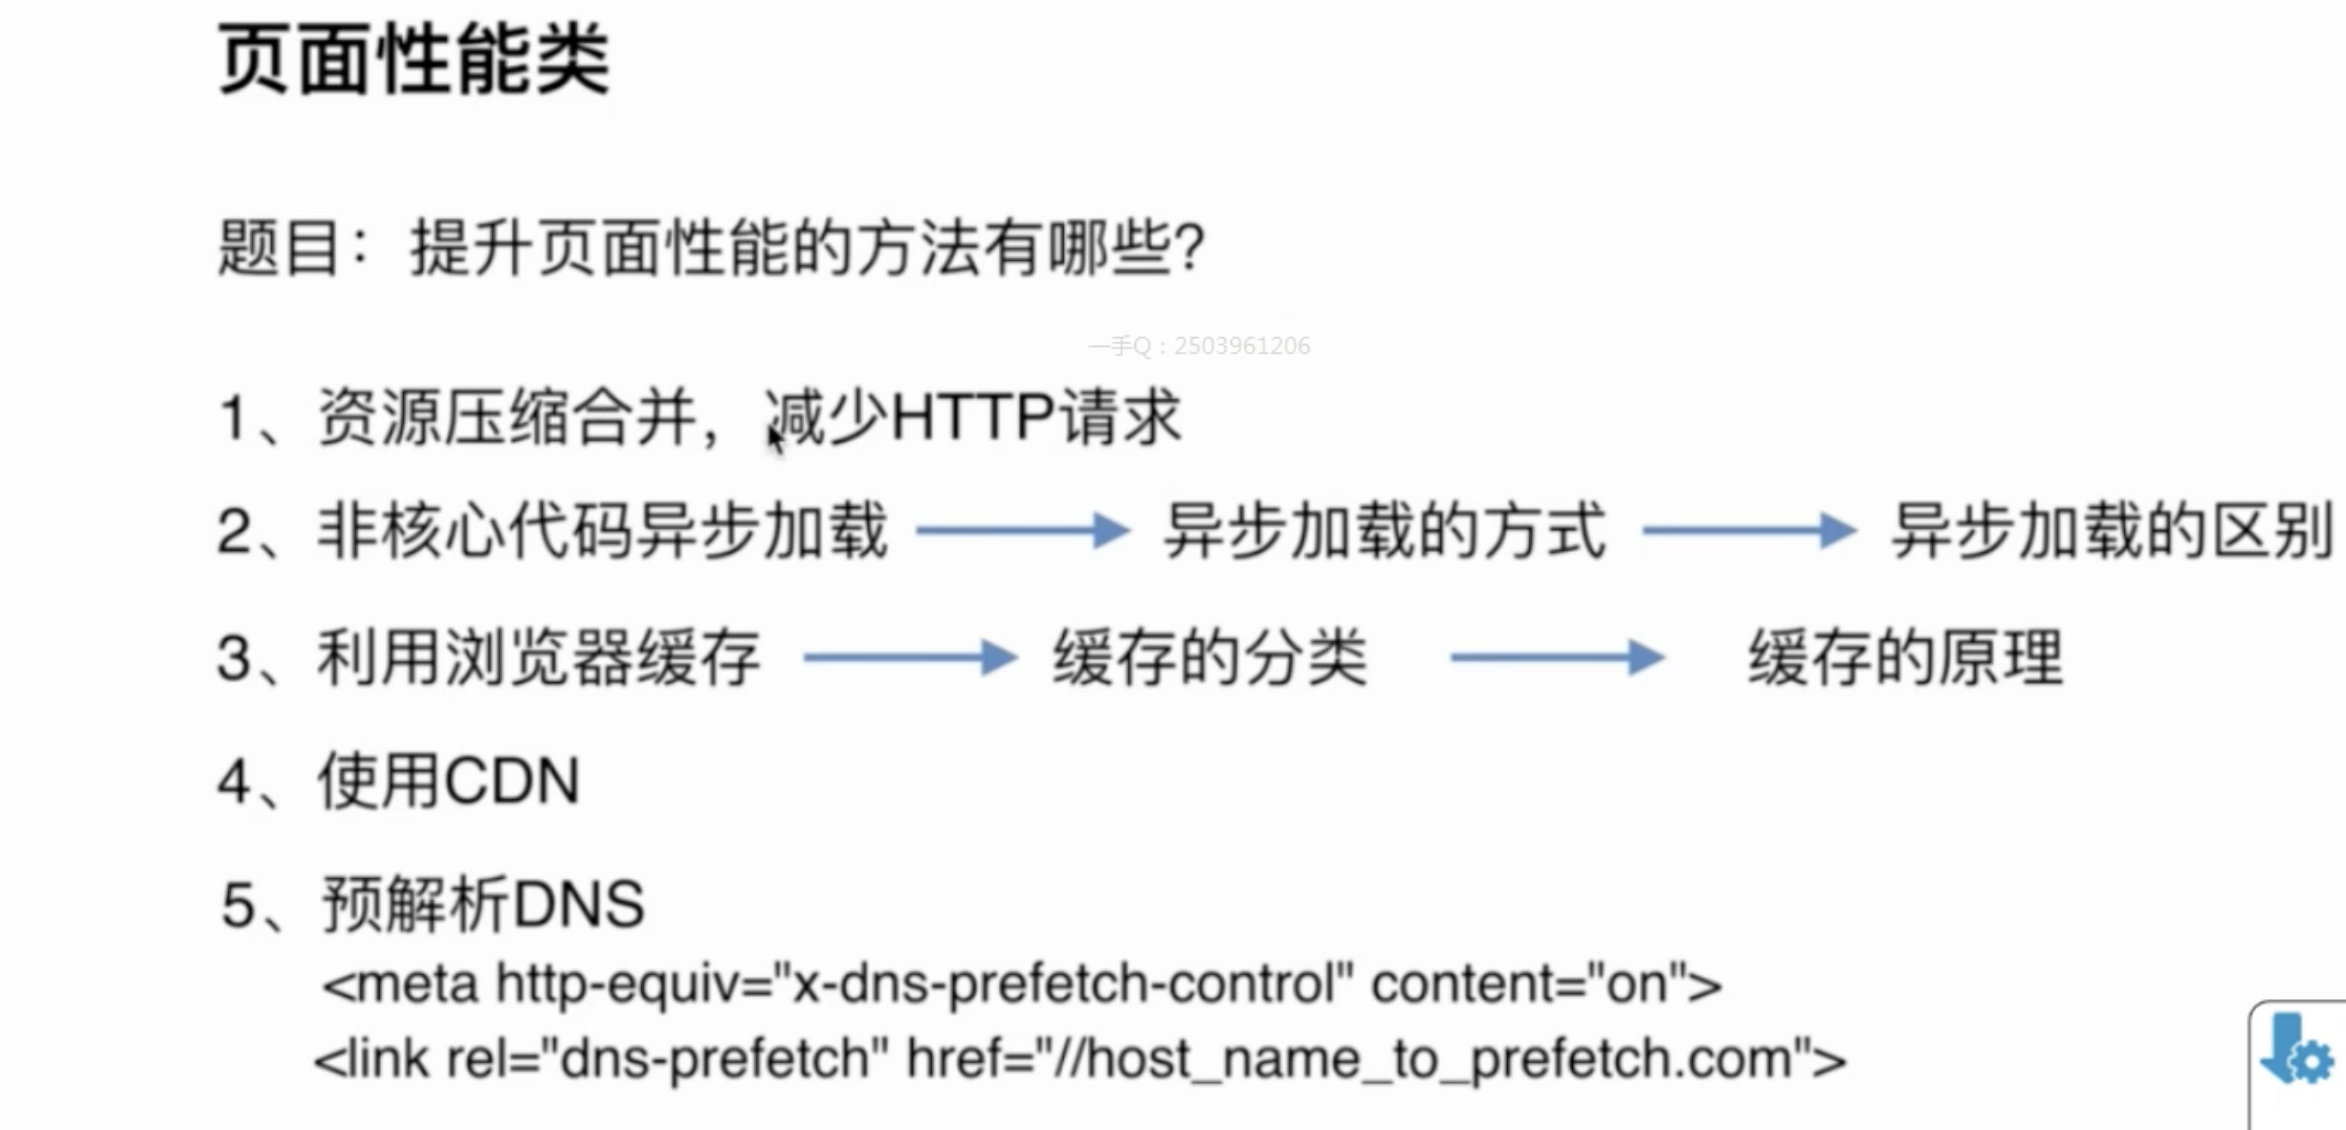 页面性能类
题目：提升页面性能的方法有哪些？
一手Q：2503961206
1、资源压缩合并，减少HTTP请求
2、非核心代码异步加载 异步加载的方式 异步加载的区别
3、利用浏览器缓存 缓存的分类 缓存的原理
4、使用CDN
5、预解析DNS
<meta http-equiv="x-dns-prefetch-control" content="on">
<link rel="dns-prefetch" href="//host_name_to_prefetch.com">